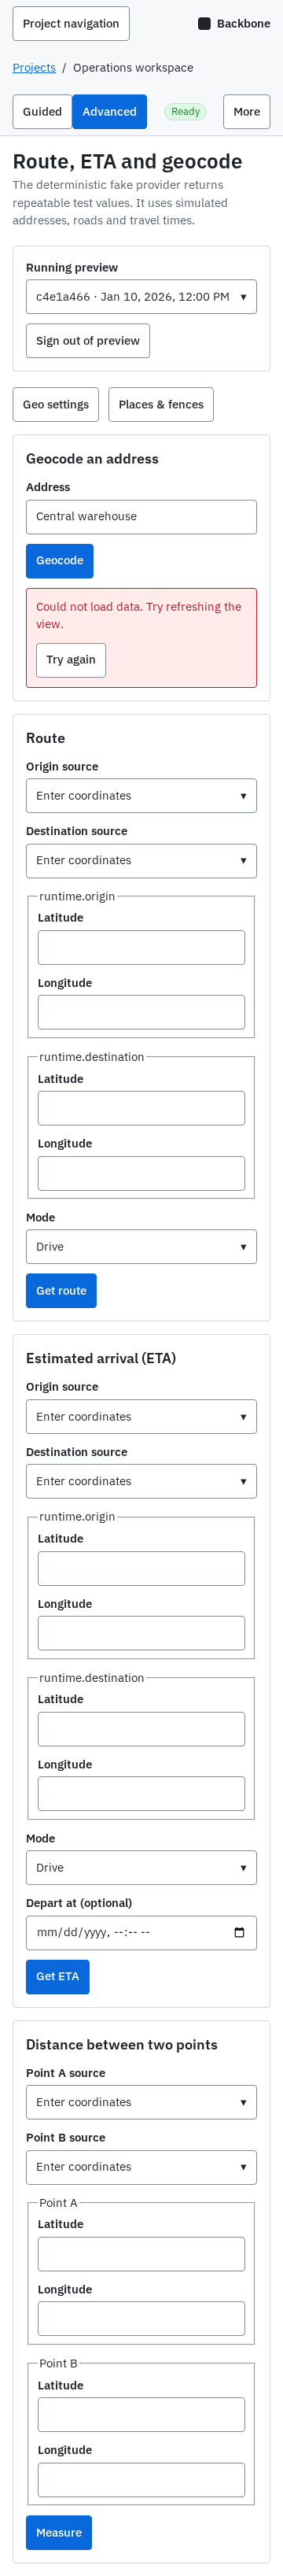 Project navigation
Backbone
Projects / Operations workspace
Guided
Advanced
Ready
More
Route, ETA and geocode
The deterministic fake provider returns
repeatable test values. It uses simulated
addresses, roads and travel times.
Running preview
c4e1a466 · Jan 10, 2026, 12:00 PM ▾
Sign out of preview
Geo settings
Places & fences
Geocode an address
Address
Central warehouse
Geocode
Could not load data. Try refreshing the
view.
Try again
Route
Origin source
Enter coordinates ▾
Destination source
Enter coordinates ▾
runtime.origin
Latitude
Longitude
runtime.destination
Latitude
Longitude
Mode
Drive ▾
Get route
Estimated arrival (ETA)
Origin source
Enter coordinates ▾
Destination source
Enter coordinates ▾
runtime.origin
Latitude
Longitude
runtime.destination
Latitude
Longitude
Mode
Drive ▾
Depart at (optional)
mm/dd/yyyy, --:-- --
Get ETA
Distance between two points
Point A source
Enter coordinates ▾
Point B source
Enter coordinates ▾
Point A
Latitude
Longitude
Point B
Latitude
Longitude
Measure